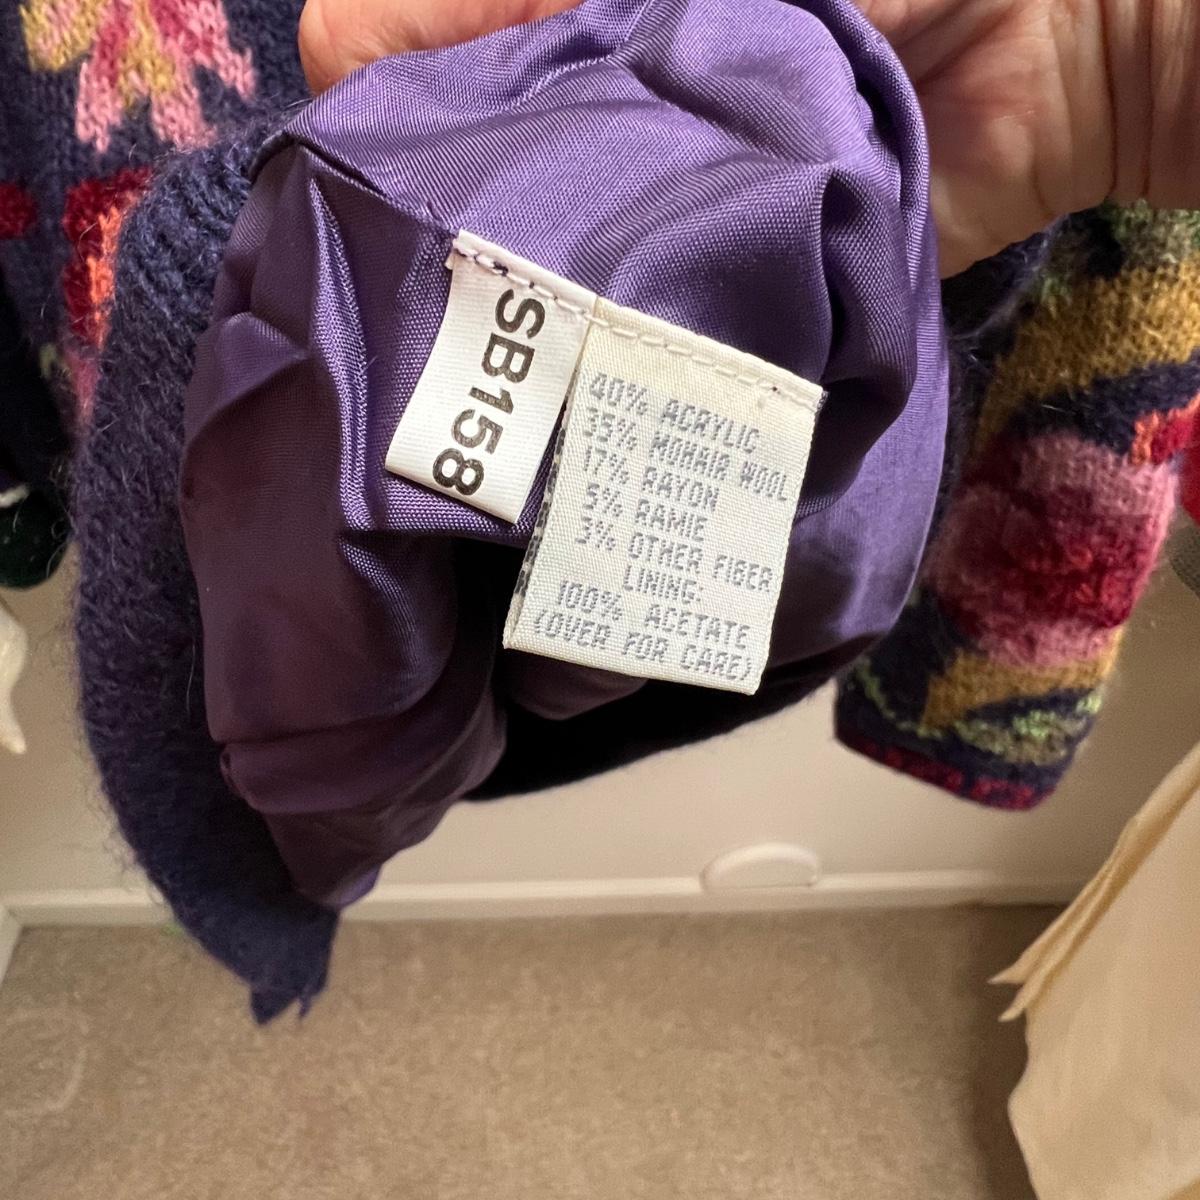 SB158
40% ACRYLIC
35% MOHAIR WOOL
17% RAYON
5% RAMIE
3% OTHER FIBER
LINING:
100% ACETATE
(OVER FOR CARE)